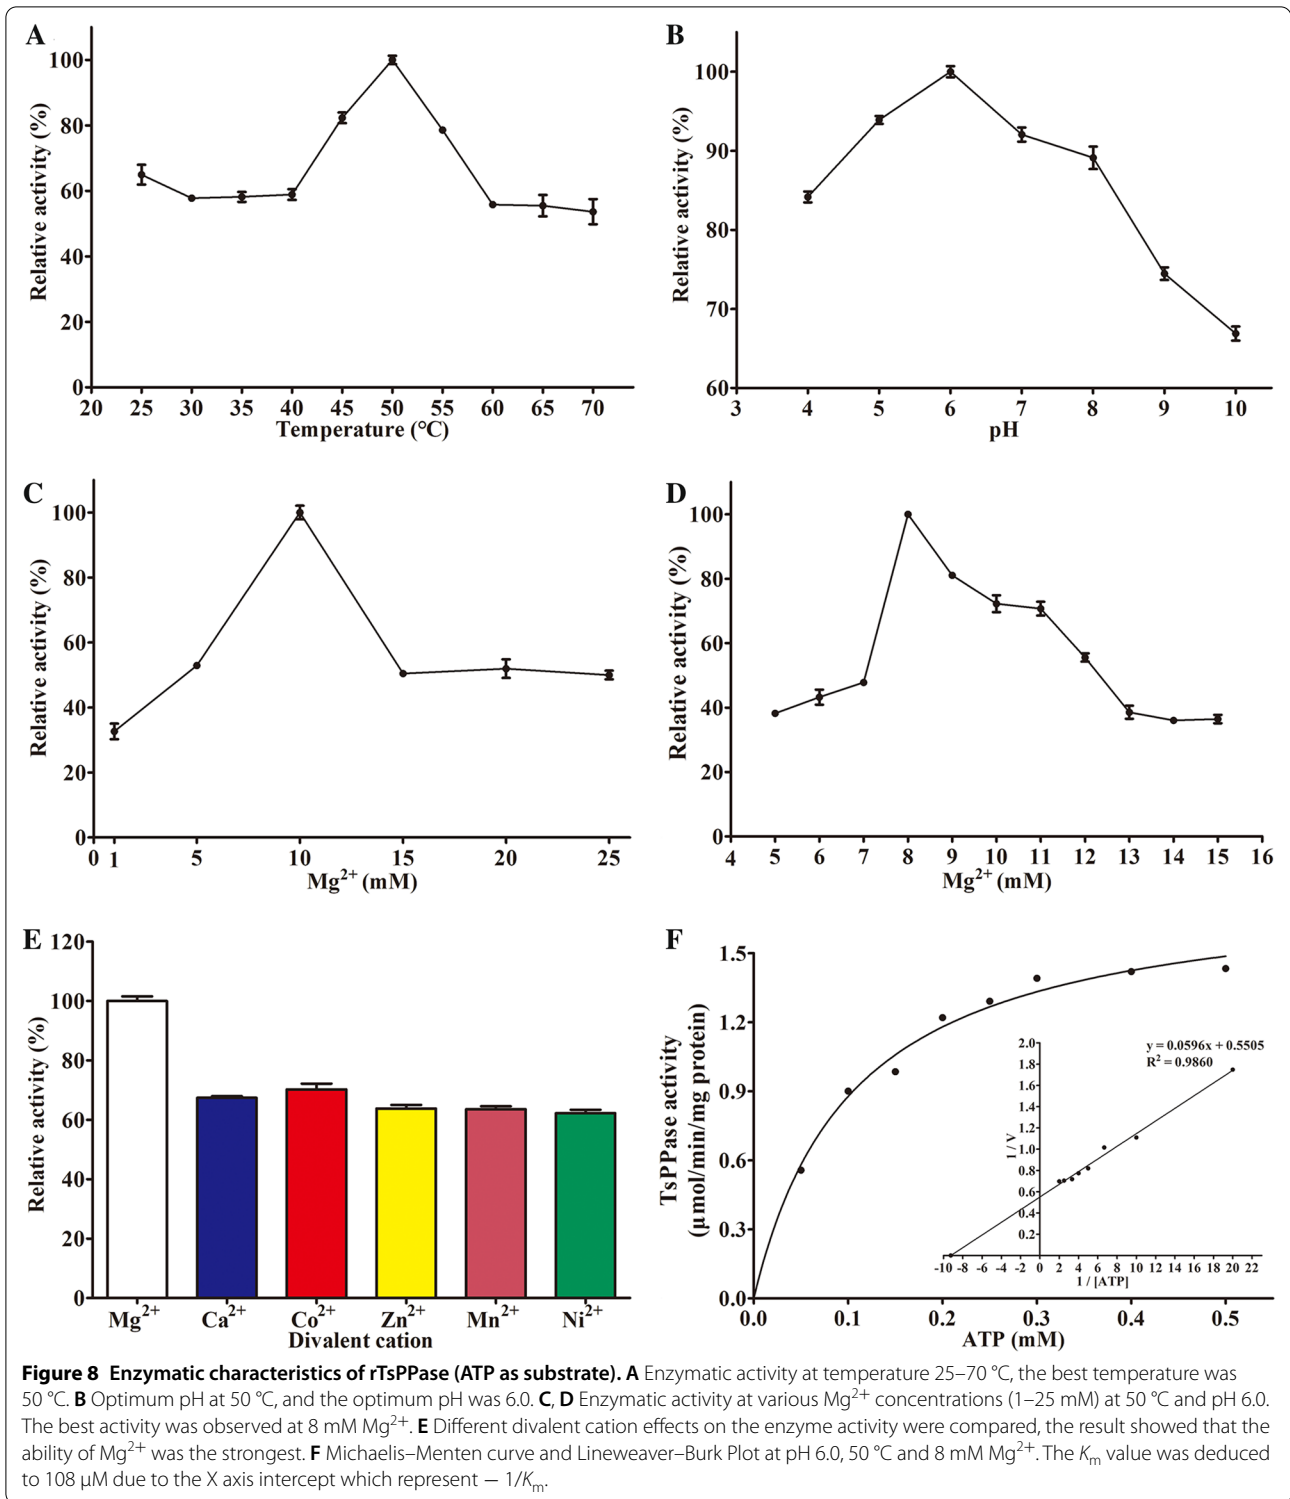 A
Relative activity (%)
100
80
60
40
20
0
20 25 30 35 40 45 50 55 60 65 70
Temperature (°C)
B
Relative activity (%)
100
90
80
70
60
3 4 5 6 7 8 9 10
pH
C
Relative activity (%)
100
80
60
40
20
0
0 1 5 10 15 20 25
Mg²⁺ (mM)
D
Relative activity (%)
100
80
60
40
20
0
4 5 6 7 8 9 10 11 12 13 14 15 16
Mg²⁺ (mM)
E
Relative activity (%)
120
100
80
60
40
20
0
Mg²⁺ Ca²⁺ Co²⁺ Zn²⁺ Mn²⁺ Ni²⁺
Divalent cation
F
TsPPase activity
(μmol/min/mg protein)
1.5
1.2
0.9
0.6
0.3
0.0
0.0 0.1 0.2 0.3 0.4 0.5
ATP (mM)
y = 0.0596x + 0.5505
R² = 0.9860
1 / V
2.0
1.8
1.6
1.4
1.2
1.0
0.8
0.6
0.4
0.2
-10 -8 -6 -4 -2 0 2 4 6 8 10 12 14 16 18 20 22
1 / [ATP]
Figure 8 Enzymatic characteristics of rTsPPase (ATP as substrate). A Enzymatic activity at temperature 25–70 °C, the best temperature was
50 °C. B Optimum pH at 50 °C, and the optimum pH was 6.0. C, D Enzymatic activity at various Mg²⁺ concentrations (1–25 mM) at 50 °C and pH 6.0.
The best activity was observed at 8 mM Mg²⁺. E Different divalent cation effects on the enzyme activity were compared, the result showed that the
ability of Mg²⁺ was the strongest. F Michaelis–Menten curve and Lineweaver–Burk Plot at pH 6.0, 50 °C and 8 mM Mg²⁺. The Kₘ value was deduced
to 108 μM due to the X axis intercept which represent − 1/Kₘ.